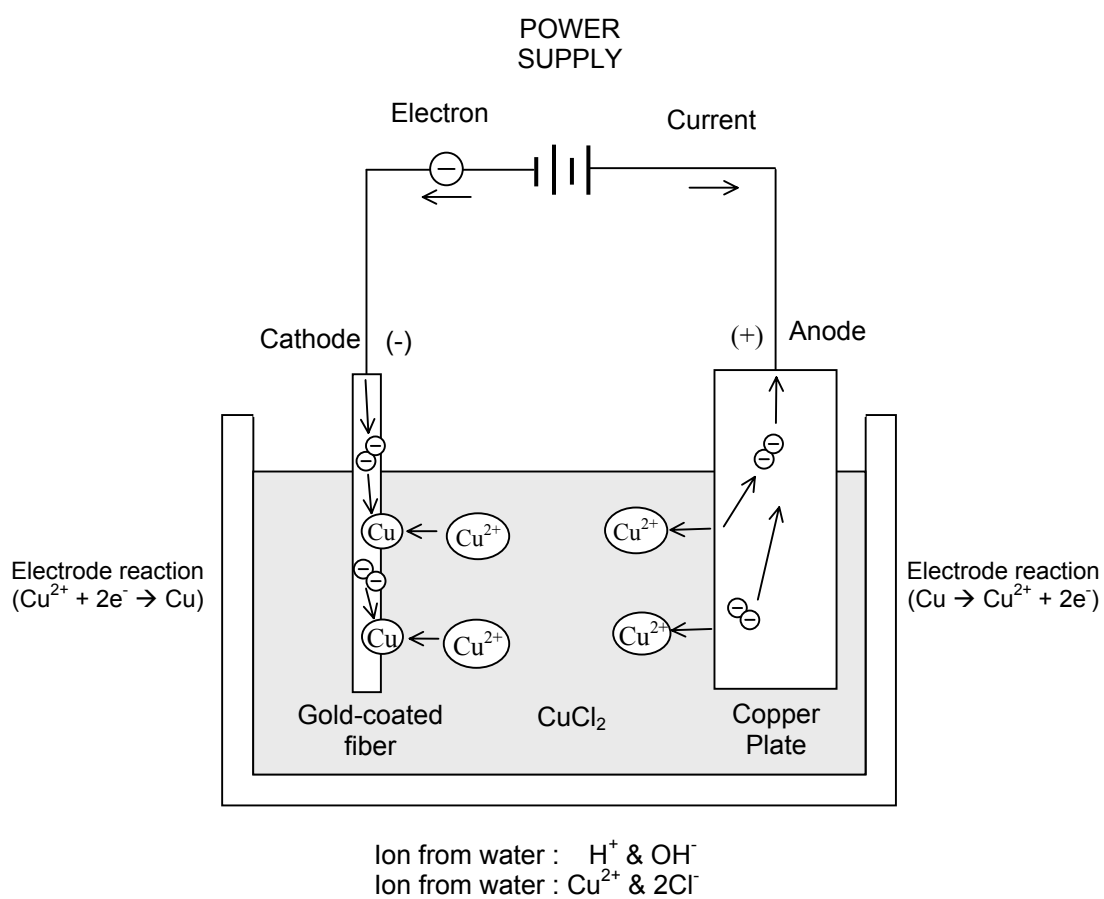 POWER
SUPPLY
Electron
Current
−
Cathode
(-)
(+)
Anode
−
−
−
−
Cu
Cu²⁺
Cu²⁺
−
−
Electrode reaction
(Cu²⁺ + 2e⁻ → Cu)
Electrode reaction
(Cu → Cu²⁺ + 2e⁻)
−
−
Cu
Cu²⁺
Cu²⁺
Gold-coated
fiber
CuCl₂
Copper
Plate
Ion from water : H⁺ & OH⁻
Ion from water : Cu²⁺ & 2Cl⁻